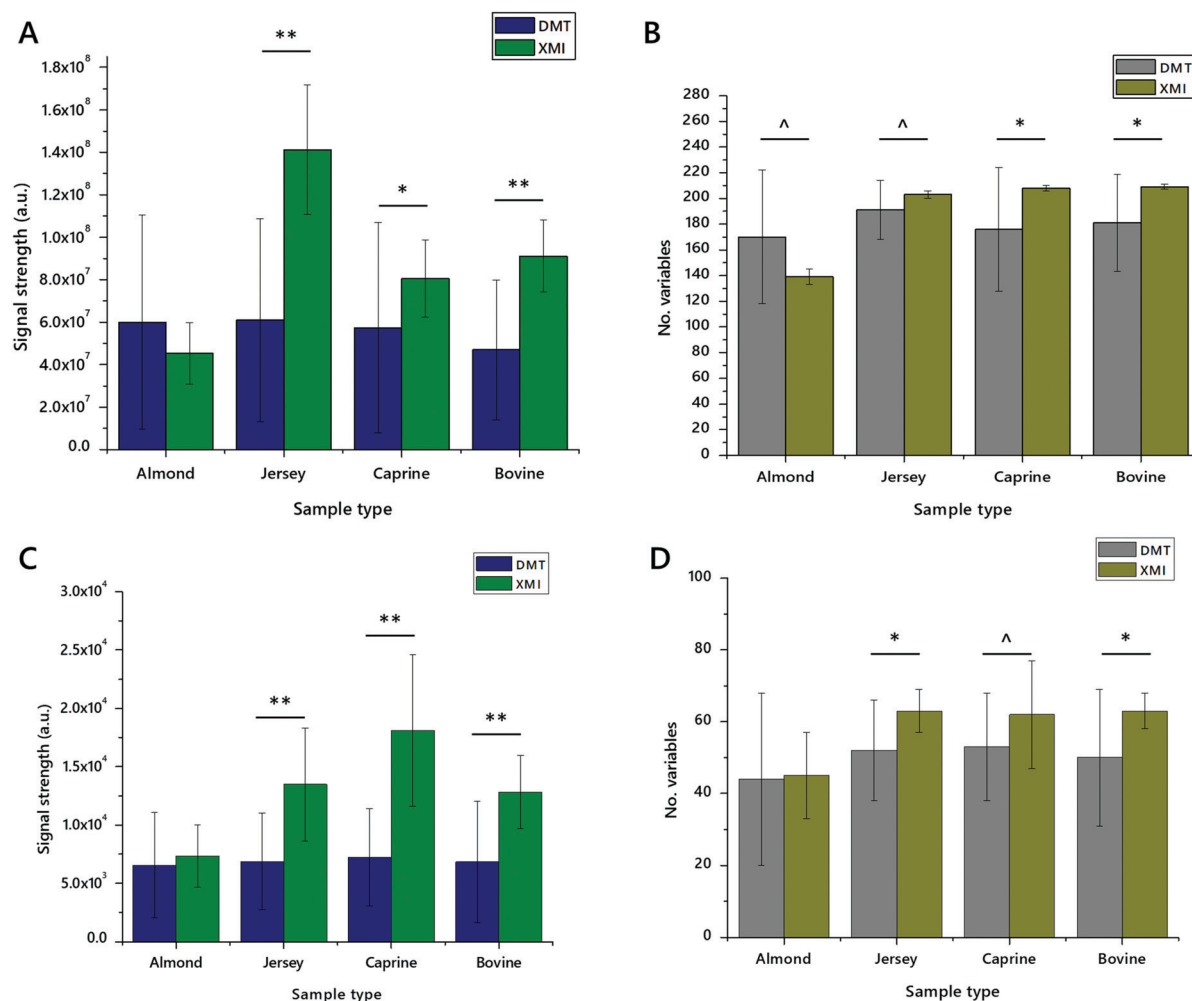 A
DMT
XMI
Signal strength (a.u.)
1.8x10⁸
1.6x10⁸
1.4x10⁸
1.2x10⁸
1.0x10⁸
8.0x10⁷
6.0x10⁷
4.0x10⁷
2.0x10⁷
0.0
**
*
**
Almond Jersey Caprine Bovine
Sample type
B
DMT
XMI
No. variables
280
260
240
220
200
180
160
140
120
100
80
60
40
20
0
^ ^ * *
Almond Jersey Caprine Bovine
Sample type
C
DMT
XMI
Signal strength (a.u.)
3.0x10⁴
2.5x10⁴
2.0x10⁴
1.5x10⁴
1.0x10⁴
5.0x10³
0.0
**
**
**
Almond Jersey Caprine Bovine
Sample type
D
DMT
XMI
No. variables
100
80
60
40
20
0
* ^ *
Almond Jersey Caprine Bovine
Sample type